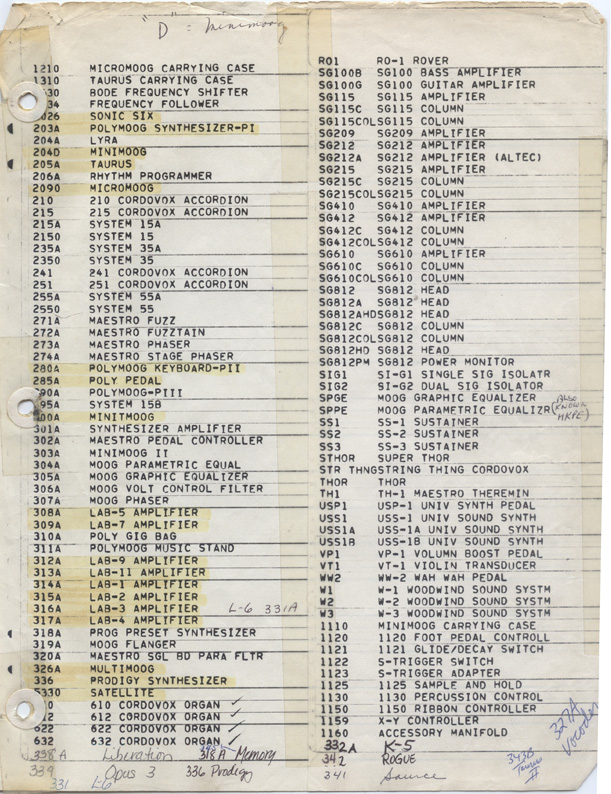 "D" = Minimoog
1210 MICROMOOG CARRYING CASE
1310 TAURUS CARRYING CASE
630 BODE FREQUENCY SHIFTER
34 FREQUENCY FOLLOWER
026 SONIC SIX
203A POLYMOOG SYNTHESIZER-PI
204A LYRA
204D MINIMOOG
205A TAURUS
206A RHYTHM PROGRAMMER
2090 MICROMOOG
210 210 CORDOVOX ACCORDION
215 215 CORDOVOX ACCORDION
215A SYSTEM 15A
2150 SYSTEM 15
235A SYSTEM 35A
2350 SYSTEM 35
241 241 CORDOVOX ACCORDION
251 251 CORDOVOX ACCORDION
255A SYSTEM 55A
2550 SYSTEM 55
271A MAESTRO FUZZ
272A MAESTRO FUZZTAIN
273A MAESTRO PHASER
274A MAESTRO STAGE PHASER
280A POLYMOOG KEYBOARD-PII
285A POLY PEDAL
90A POLYMOOG-PIII
95A SYSTEM 15B
00A MINITMOOG
301A SYNTHESIZER AMPLIFIER
302A MAESTRO PEDAL CONTROLLER
303A MINIMOOG II
304A MOOG PARAMETRIC EQUAL
305A MOOG GRAPHIC EQUALIZER
306A MOOG VOLT CONTROL FILTER
307A MOOG PHASER
308A LAB-5 AMPLIFIER
309A LAB-7 AMPLIFIER
310A POLY GIG BAG
311A POLYMOOG MUSIC STAND
312A LAB-9 AMPLIFIER
313A LAB-11 AMPLIFIER
314A LAB-1 AMPLIFIER
315A LAB-2 AMPLIFIER
316A LAB-3 AMPLIFIER L-6 331A
317A LAB-4 AMPLIFIER
318A PROG PRESET SYNTHESIZER
319A MOOG FLANGER
320A MAESTRO SGL BD PARA FLTR
326A MULTIMOOG
336 PRODIGY SYNTHESIZER
5330 SATELLITE
10 610 CORDOVOX ORGAN ✓
612 612 CORDOVOX ORGAN ✓
622 622 CORDOVOX ORGAN ✓
632 632 CORDOVOX ORGAN ✓
338A Liberation 318A Memory
339 Opus 3 336 Prodigy
331 L-6
RO1 RO-1 ROVER
SG100B SG100 BASS AMPLIFIER
SG100G SG100 GUITAR AMPLIFIER
SG115 SG115 AMPLIFIER
SG115C SG115 COLUMN
SG115COLSG115 COLUMN
SG209 SG209 AMPLIFIER
SG212 SG212 AMPLIFIER
SG212A SG212 AMPLIFIER (ALTEC)
SG215 SG215 AMPLIFIER
SG215C SG215 COLUMN
SG215COLSG215 COLUMN
SG410 SG410 AMPLIFIER
SG412 SG412 AMPLIFIER
SG412C SG412 COLUMN
SG412COLSG412 COLUMN
SG610 SG610 AMPLIFIER
SG610C SG610 COLUMN
SG610COLSG610 COLUMN
SG812 SG812 HEAD
SG812A SG812 HEAD
SG812AHDSG812 HEAD
SG812C SG812 COLUMN
SG812COLSG812 COLUMN
SG812HD SG812 HEAD
SG812PM SG812 POWER MONITOR
SIG1 SI-G1 SINGLE SIG ISOLATR
SIG2 SI-G2 DUAL SIG ISOLATOR
SPGE MOOG GRAPHIC EQUALIZER
SPPE MOOG PARAMETRIC EQUALIZR (ALSO KNOWN MKPE)
SS1 SS-1 SUSTAINER
SS2 SS-2 SUSTAINER
SS3 SS-3 SUSTAINER
STHOR SUPER THOR
STR THNGSTRING THING CORDOVOX
THOR THOR
TH1 TH-1 MAESTRO THEREMIN
USP1 USP-1 UNIV SYNTH PEDAL
USS1 USS-1 UNIV SOUND SYNTH
USS1A USS-1A UNIV SOUND SYNTH
USS1B USS-1B UNIV SOUND SYNTH
VP1 VP-1 VOLUMN BOOST PEDAL
VT1 VT-1 VIOLIN TRANSDUCER
WW2 WW-2 WAH WAH PEDAL
W1 W-1 WOODWIND SOUND SYSTM
W2 W-2 WOODWIND SOUND SYSTM
W3 W-3 WOODWIND SOUND SYSTM
1110 MINIMOOG CARRYING CASE
1120 1120 FOOT PEDAL CONTROLL
1121 1121 GLIDE/DECAY SWITCH
1122 S-TRIGGER SWITCH
1123 S-TRIGGER ADAPTER
1125 1125 SAMPLE AND HOLD
1130 1130 PERCUSSION CONTROL
1150 1150 RIBBON CONTROLLER
1159 X-Y CONTROLLER
1160 ACCESSORY MANIFOLD
332A K-5
342 ROGUE
341 Source
343B Taurus II
327A Vocoder